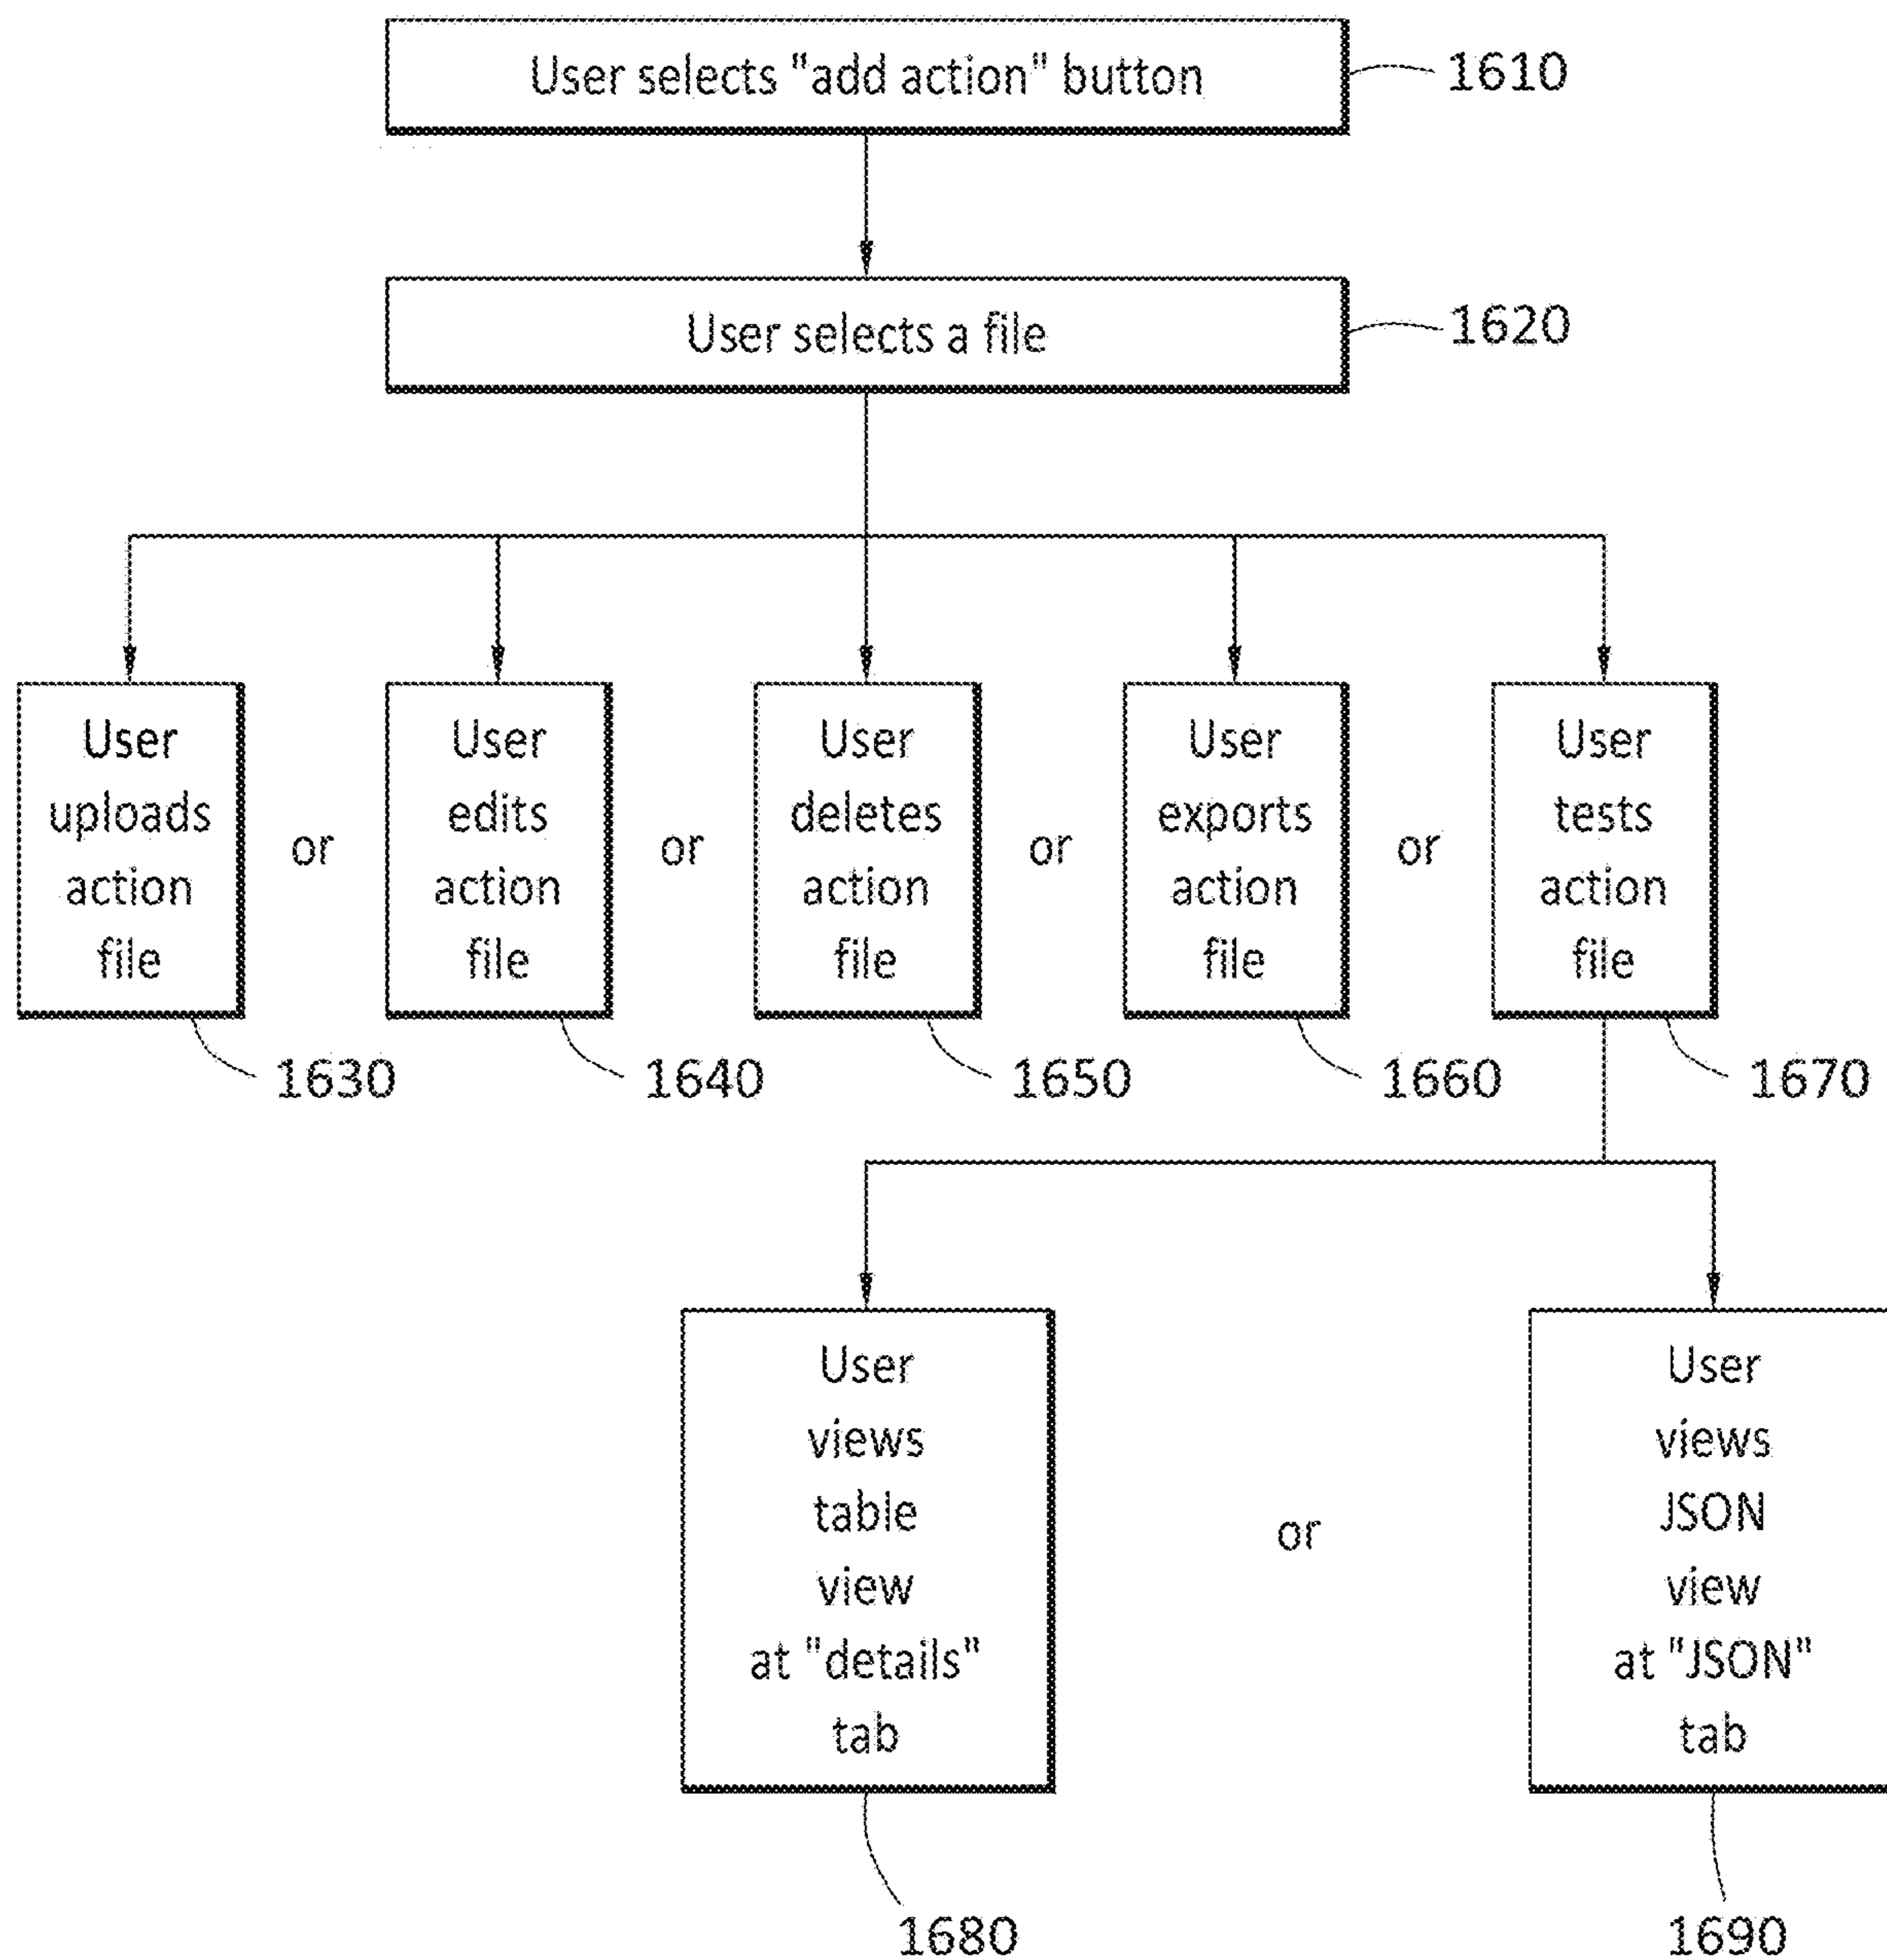 User selects "add action" button
1610
User selects a file
1620
User
uploads
action
file
or
User
edits
action
file
or
User
deletes
action
file
or
User
exports
action
file
or
User
tests
action
file
1630
1640
1650
1660
1670
User
views
table
view
at "details"
tab
or
User
views
JSON
view
at "JSON"
tab
1680
1690